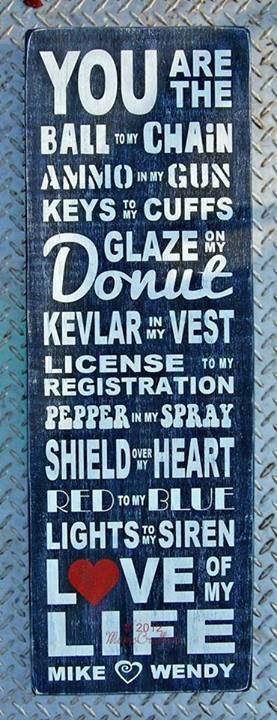 YOU ARE THE
BALL TO MY CHAiN
AMMO IN MY GUN
KEYS TO MY CUFFS
GLAZE ON MY
Donut
KEVLAR IN MY VEST
LICENSE TO MY
REGISTRATION
PEPPER IN MY SPRAY
SHIELD OVER MY HEART
RED TO MY BLUE
LIGHTS TO MY SIREN
L❤VE OF MY
LIFE
© 2012
MIKE ♡ WENDY